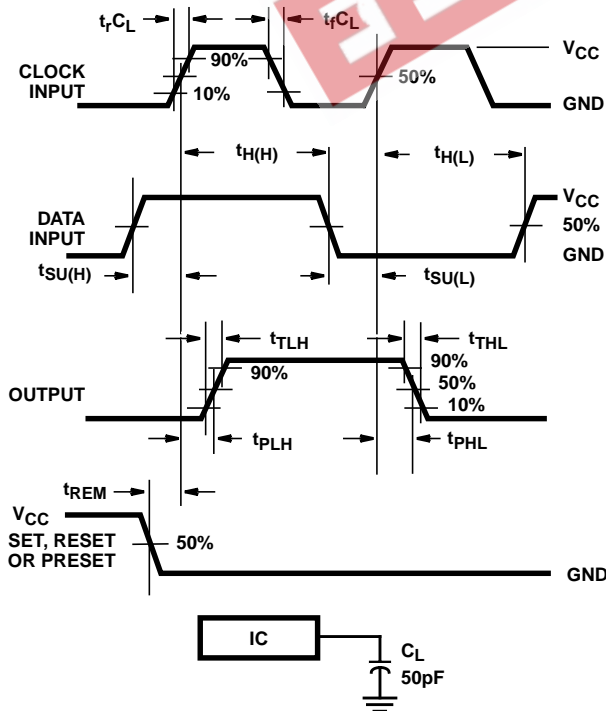 trCL
tfCL
90%
10%
CLOCK
INPUT
50%
VCC
GND
tH(H)
tH(L)
DATA
INPUT
VCC
50%
GND
tSU(H)
tSU(L)
tTLH
tTHL
90%
90%
50%
10%
OUTPUT
tPLH
tPHL
tREM
VCC
SET, RESET
OR PRESET
50%
GND
IC
CL
50pF